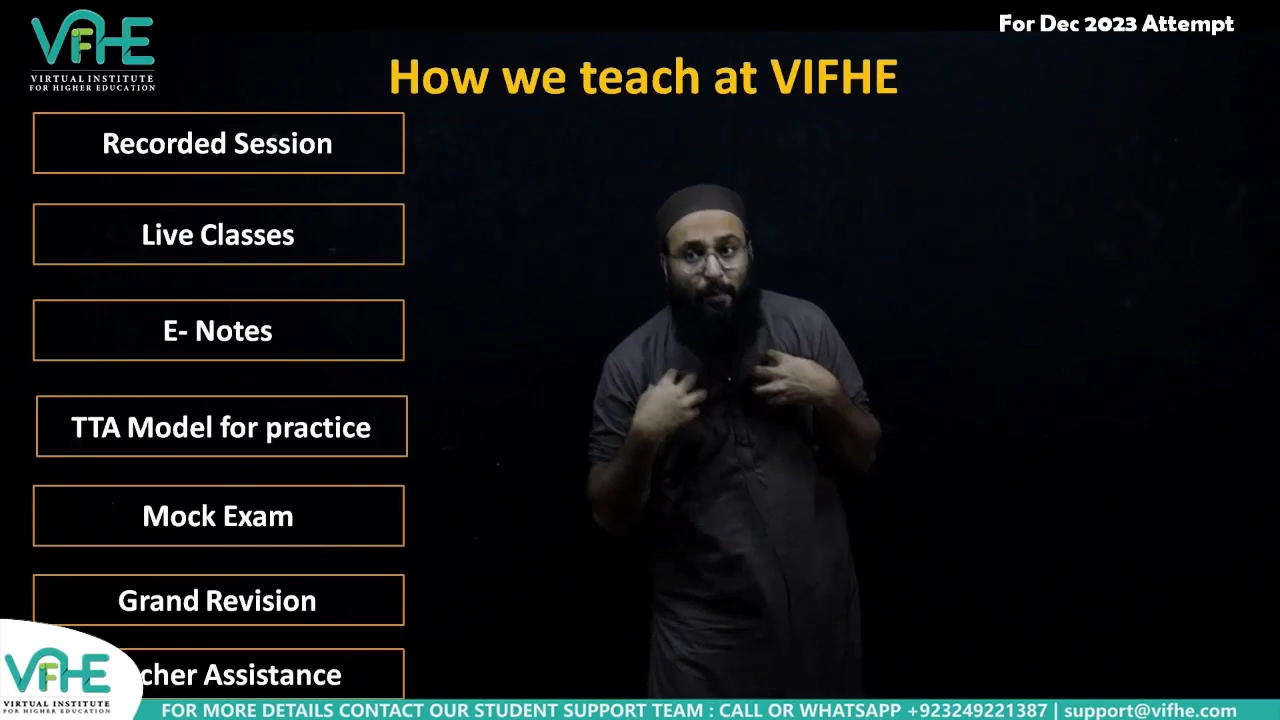 VIFHE
VIRTUAL INSTITUTE
FOR HIGHER EDUCATION
For Dec 2023 Attempt
How we teach at VIFHE
Recorded Session
Live Classes
E- Notes
TTA Model for practice
Mock Exam
Grand Revision
cher Assistance
VIFHE
VIRTUAL INSTITUTE
FOR HIGHER EDUCATION
FOR MORE DETAILS CONTACT OUR STUDENT SUPPORT TEAM : CALL OR WHATSAPP +923249221387 | support@vifhe.com